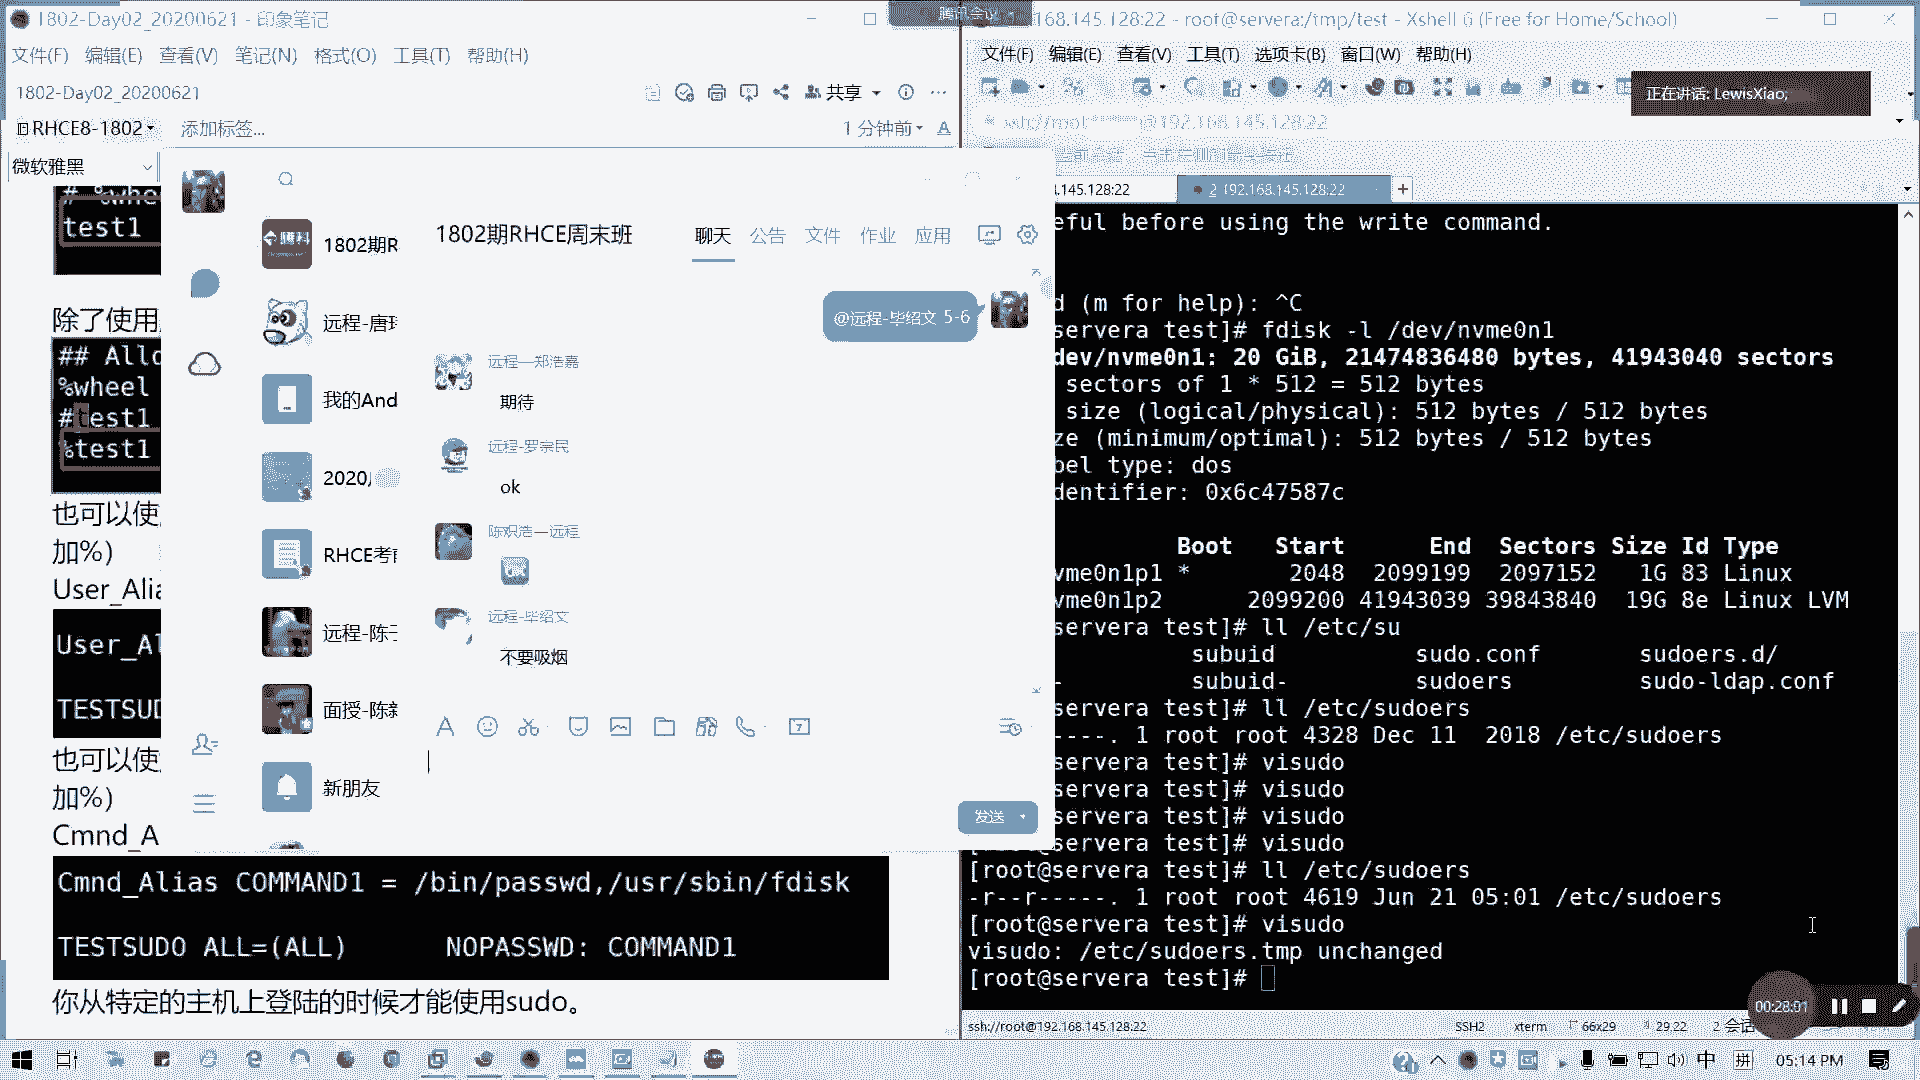 1802-Day02_20200621 - 印象笔记
文件(F) 编辑(E) 查看(V) 笔记(N) 格式(O) 工具(T) 帮助(H)
1802-Day02_20200621
共享
RHCE8-1802
添加标签...
1 分钟前
微软雅黑
# %whe
test1
除了使用
## Allo
%wheel
#test1
%test1
也可以使
加%)
User_Alia
User_Al
TESTSUD
也可以使
加%)
Cmnd_A
Cmnd_Alias COMMAND1 = /bin/passwd,/usr/sbin/fdisk
TESTSUDO ALL=(ALL) NOPASSWD: COMMAND1
你从特定的主机上登陆的时候才能使用sudo。
1802期R
远程-唐
我的And
2020
RHCE考
远程-陈
面授-陈
新朋友
1802期RHCE周末班
聊天 公告 文件 作业 应用
@远程-毕绍文 5-6
远程—郑浩嘉
期待
远程-罗宗民
ok
陈炽浩—远程
远程-毕绍文
不要吸烟
发送
腾讯会议
168.145.128:22 - root@servera:/tmp/test - Xshell 6 (Free for Home/School)
文件(F) 编辑(E) 查看(V) 工具(T) 选项卡(B) 窗口(W) 帮助(H)
正在讲话: LewisXiao;
ssh://root:******@192.168.145.128:22
.145.128:22
2 192.168.145.128:22
eful before using the write command.
d (m for help): ^C
servera test]# fdisk -l /dev/nvme0n1
dev/nvme0n1: 20 GiB, 21474836480 bytes, 41943040 sectors
sectors of 1 * 512 = 512 bytes
size (logical/physical): 512 bytes / 512 bytes
ze (minimum/optimal): 512 bytes / 512 bytes
bel type: dos
dentifier: 0x6c47587c
Boot Start End Sectors Size Id Type
vme0n1p1 * 2048 2099199 2097152 1G 83 Linux
vme0n1p2 2099200 41943039 39843840 19G 8e Linux LVM
servera test]# ll /etc/su
subuid sudo.conf sudoers.d/
- subuid- sudoers sudo-ldap.conf
servera test]# ll /etc/sudoers
----. 1 root root 4328 Dec 11 2018 /etc/sudoers
servera test]# visudo
servera test]# visudo
servera test]# visudo
[root@servera test]# visudo
[root@servera test]# ll /etc/sudoers
-r--r-----. 1 root root 4619 Jun 21 05:01 /etc/sudoers
[root@servera test]# visudo
visudo: /etc/sudoers.tmp unchanged
[root@servera test]#
00:28:01
ssh://root@192.168.145.128:22 SSH2 xterm 66x29 29,22 2 会话
中 拼 05:14 PM